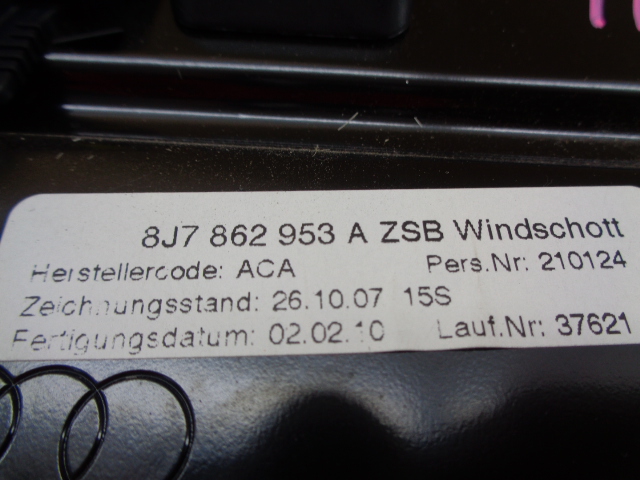 8J7 862 953 A ZSB Windschott
Herstellercode: ACA Pers.Nr: 210124
Zeichnungsstand: 26.10.07 15S
Fertigungsdatum: 02.02.10 Lauf.Nr: 37621